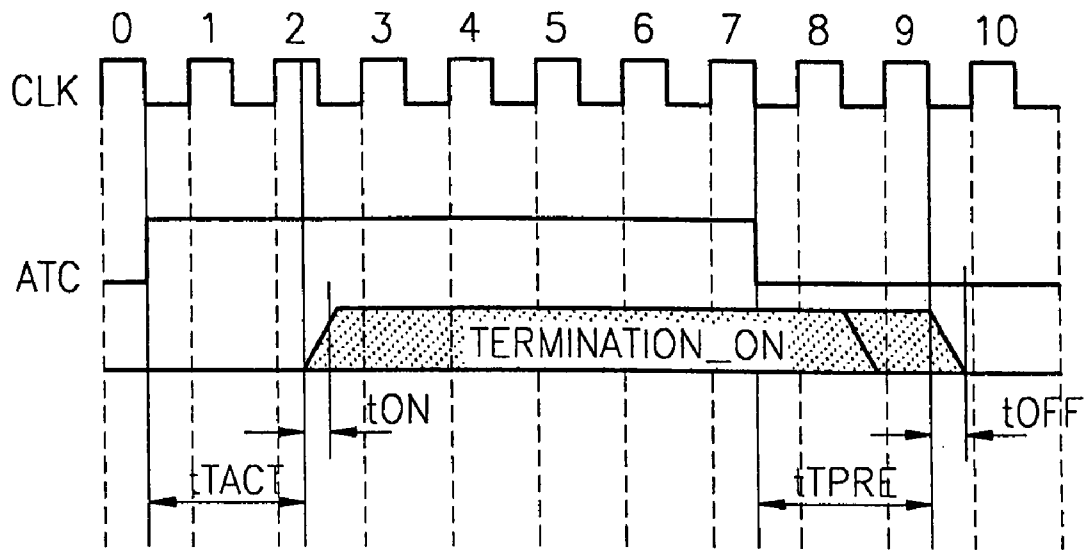 0 1 2 3 4 5 6 7 8 9 10
CLK
ATC
TERMINATION_ON
tON
tOFF
tTACT
tTPRE